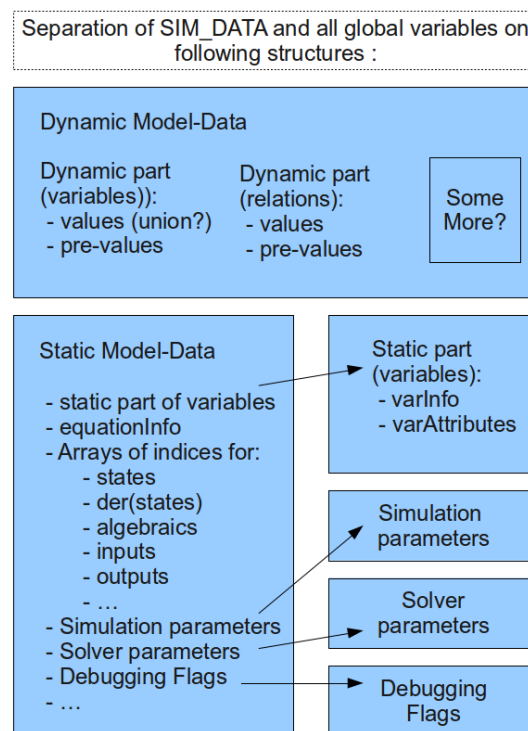 Separation of SIM_DATA and all global variables on
following structures :
Dynamic Model-Data
Dynamic part
(variables)):
- values (union?)
- pre-values
Dynamic part
(relations):
- values
- pre-values
Some
More?
Static Model-Data
- static part of variables
- equationInfo
- Arrays of indices for:
- states
- der(states)
- algebraics
- inputs
- outputs
- ...
- Simulation parameters
- Solver parameters
- Debugging Flags
- ...
Static part
(variables):
- varInfo
- varAttributes
Simulation
parameters
Solver
parameters
Debugging
Flags